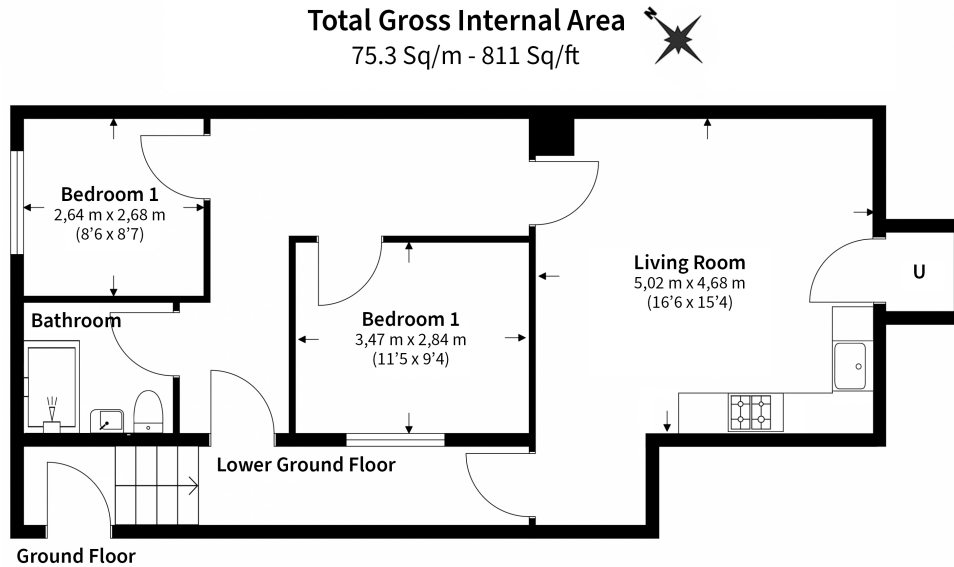 Total Gross Internal Area
75.3 Sq/m - 811 Sq/ft
N
Bedroom 1
2,64 m x 2,68 m
(8’6 x 8’7)
Living Room
5,02 m x 4,68 m
(16’6 x 15’4)
U
Bathroom
Bedroom 1
3,47 m x 2,84 m
(11’5 x 9’4)
Lower Ground Floor
Ground Floor